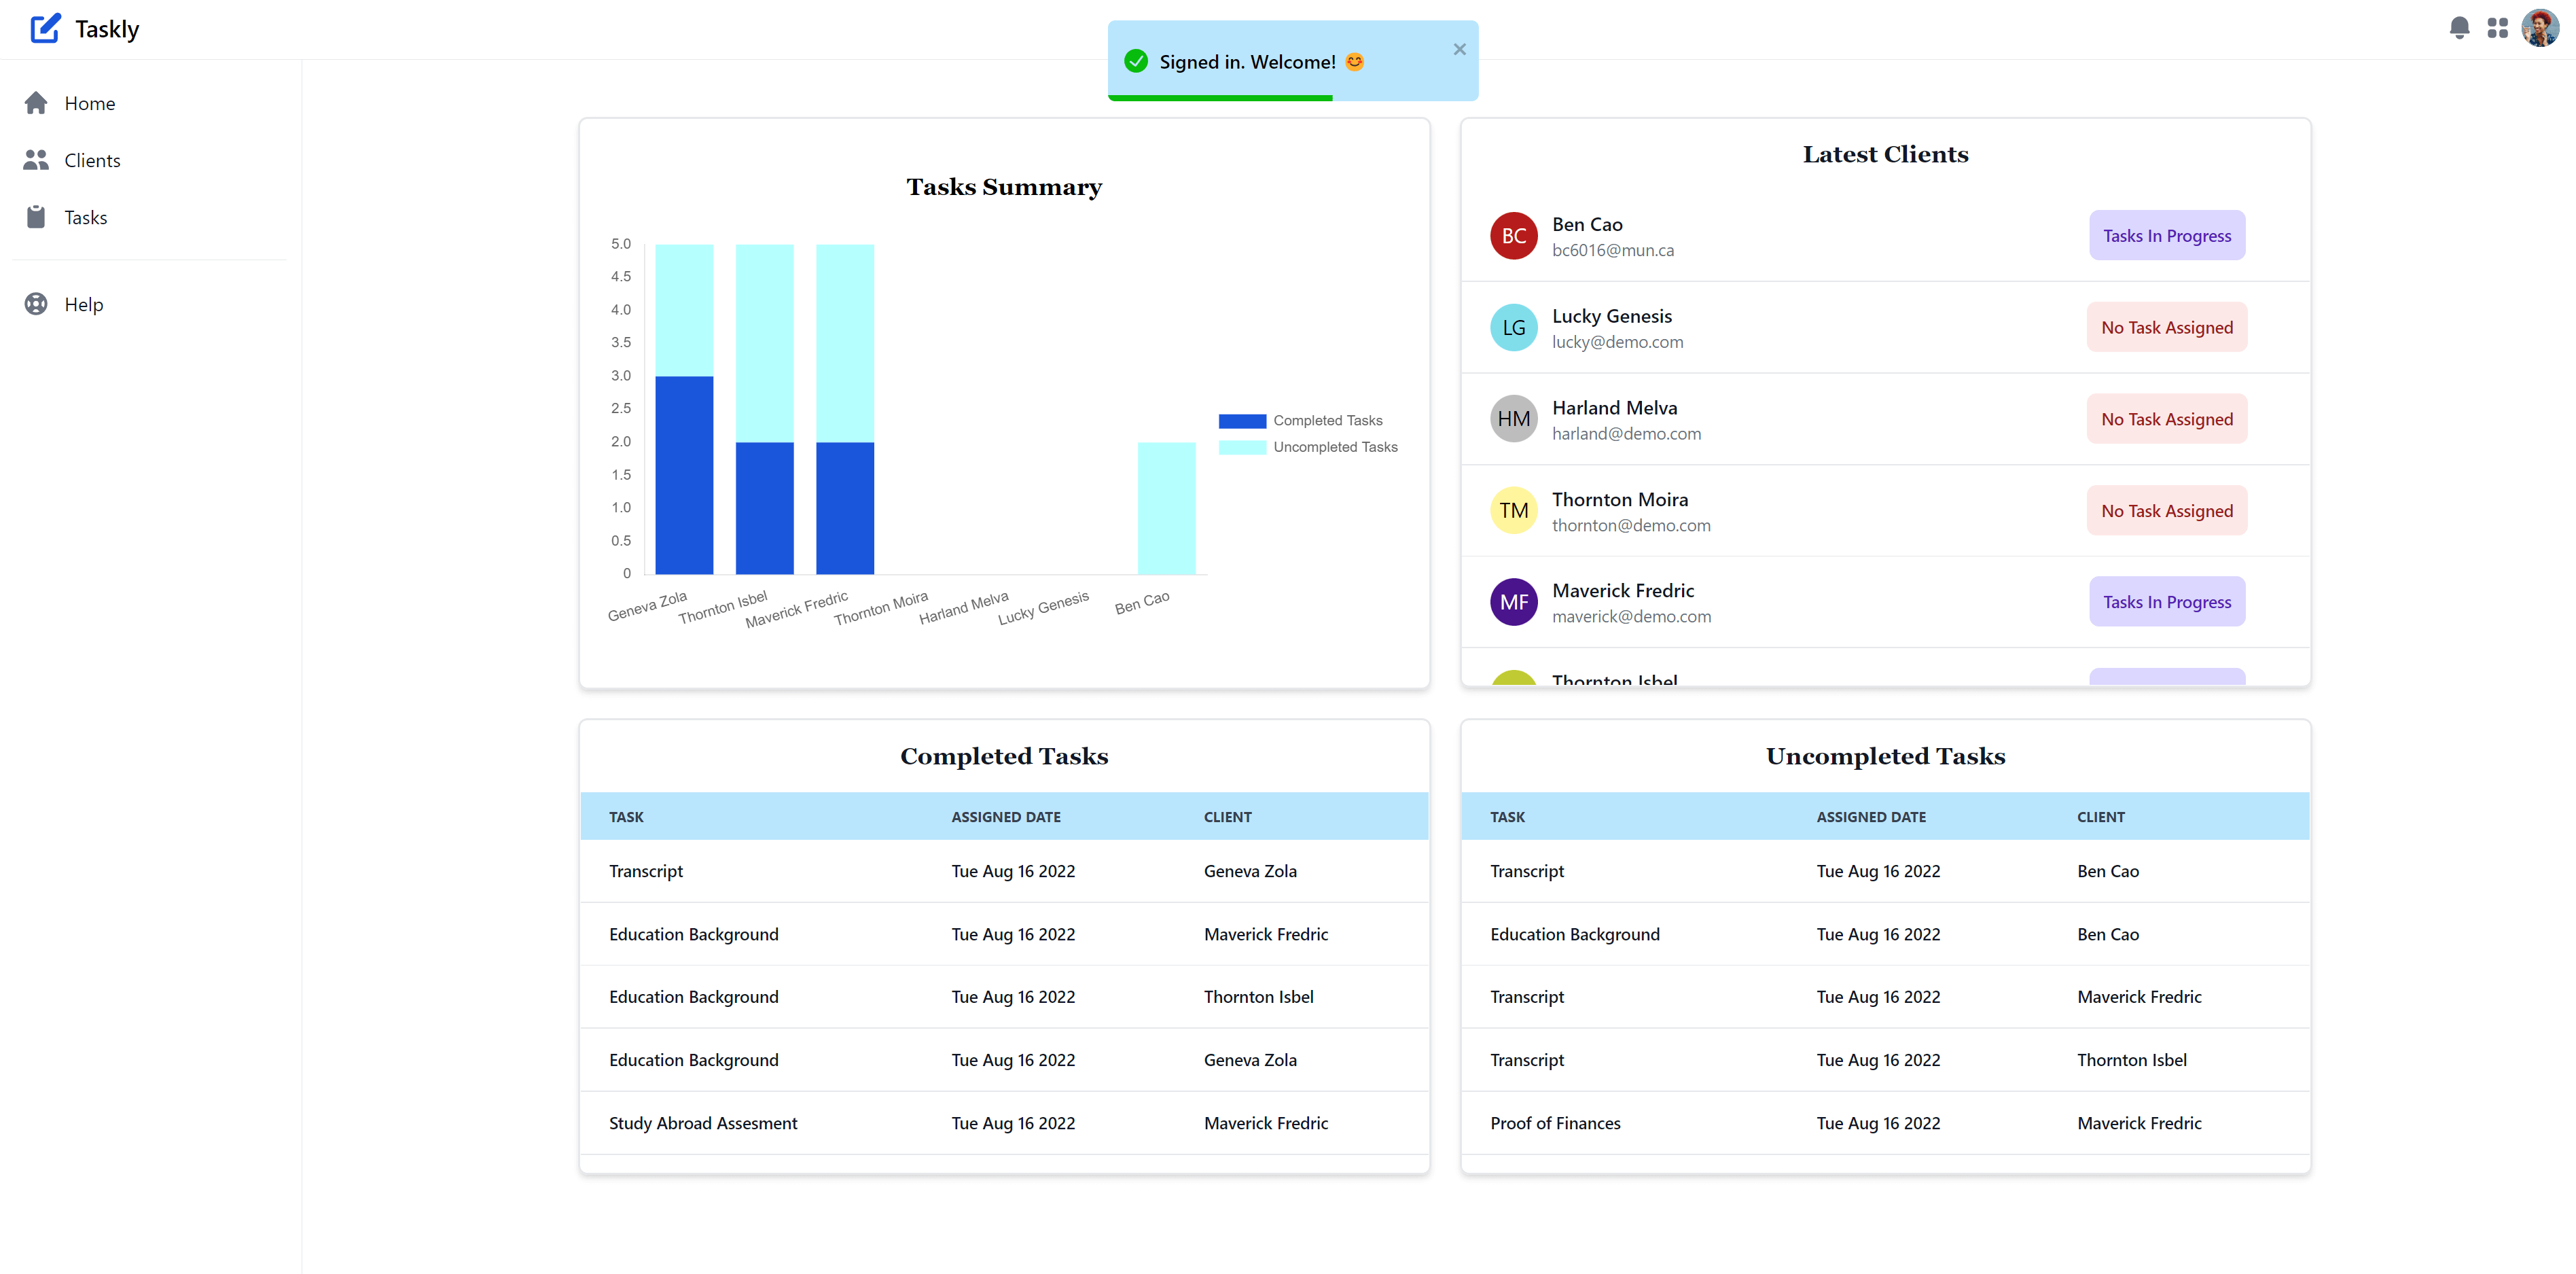 Taskly
Signed in. Welcome! 😊
Home
Clients
Tasks
Help
Tasks Summary
5.0
4.5
4.0
3.5
3.0
2.5
2.0
1.5
1.0
0.5
0
Geneva Zola
Thornton Isbel
Maverick Fredric
Thornton Moira
Harland Melva
Lucky Genesis
Ben Cao
Completed Tasks
Uncompleted Tasks
Latest Clients
BC Ben Cao Tasks In Progress
bc6016@mun.ca
LG Lucky Genesis No Task Assigned
lucky@demo.com
HM Harland Melva No Task Assigned
harland@demo.com
TM Thornton Moira No Task Assigned
thornton@demo.com
MF Maverick Fredric Tasks In Progress
maverick@demo.com
Thornton Isbel
Completed Tasks
TASK ASSIGNED DATE CLIENT
Transcript Tue Aug 16 2022 Geneva Zola
Education Background Tue Aug 16 2022 Maverick Fredric
Education Background Tue Aug 16 2022 Thornton Isbel
Education Background Tue Aug 16 2022 Geneva Zola
Study Abroad Assesment Tue Aug 16 2022 Maverick Fredric
Uncompleted Tasks
TASK ASSIGNED DATE CLIENT
Transcript Tue Aug 16 2022 Ben Cao
Education Background Tue Aug 16 2022 Ben Cao
Transcript Tue Aug 16 2022 Maverick Fredric
Transcript Tue Aug 16 2022 Thornton Isbel
Proof of Finances Tue Aug 16 2022 Maverick Fredric